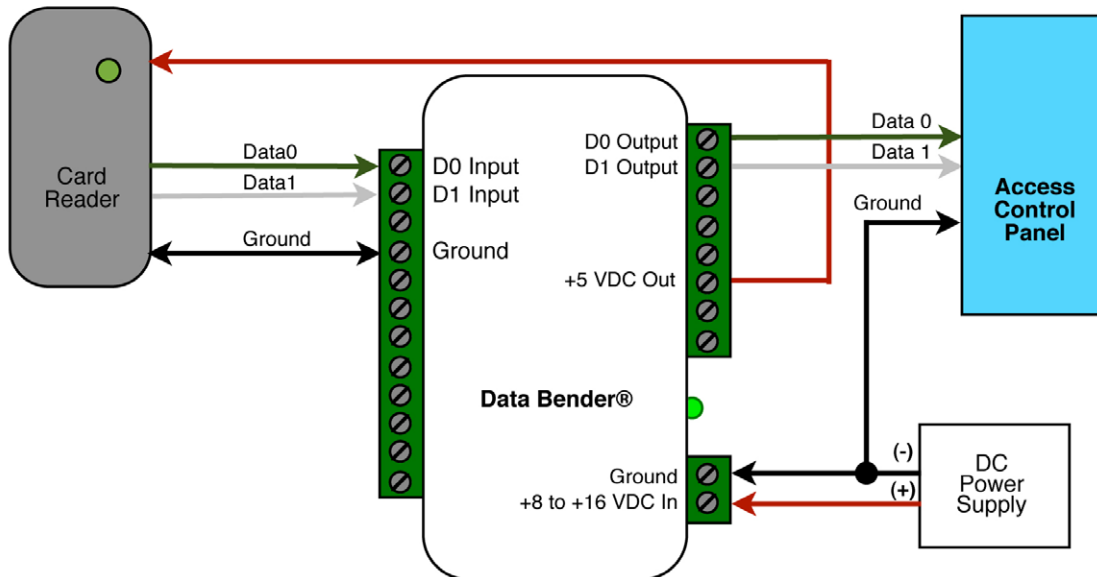 Card
Reader
Data0
Data1
Ground
D0 Input
D1 Input
Ground
D0 Output
D1 Output
+5 VDC Out
Data Bender®
Ground
+8 to +16 VDC In
Data 0
Data 1
Ground
Access
Control
Panel
(-)
(+)
DC
Power
Supply